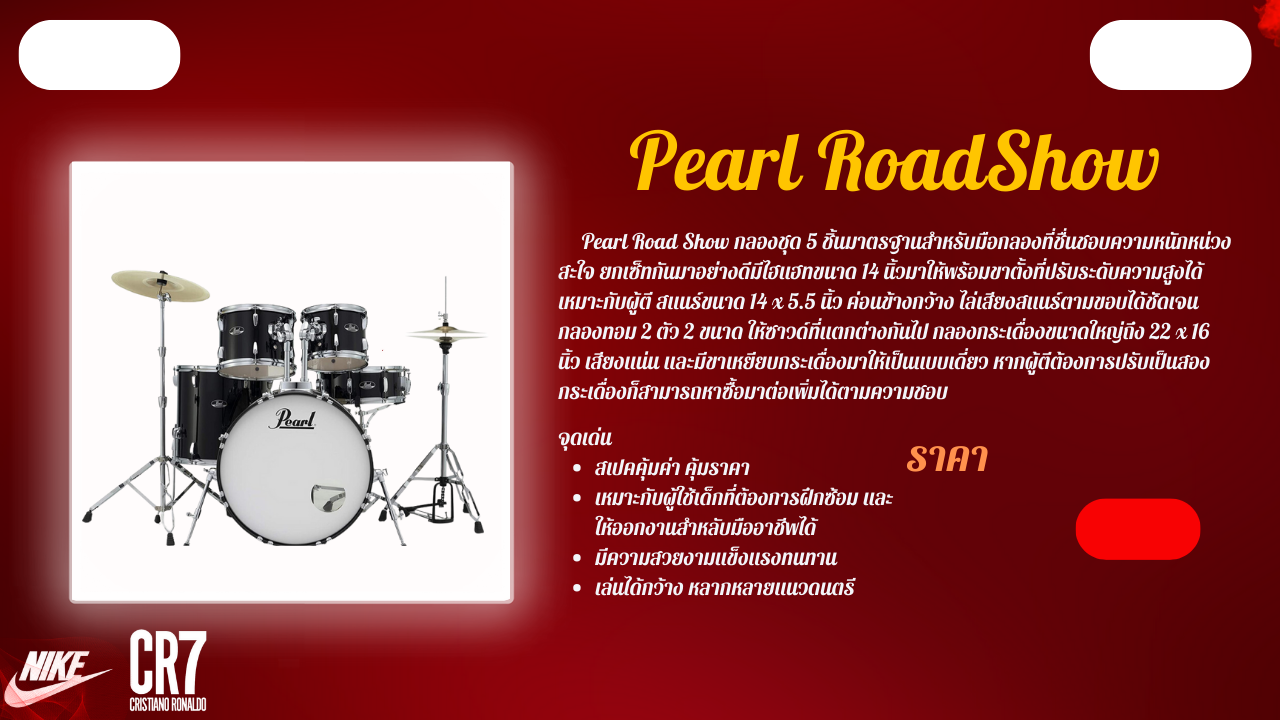 Pearl RoadShow
Pearl Road Show กลองชุด 5 ชิ้นมาตรฐานสำหรับมือกลองที่ชื่นชอบความหนักหน่วง
สะใจ ยกเซ็ทกันมาอย่างดีมีไฮแฮทขนาด 14 นิ้วมาให้พร้อมขาตั้งที่ปรับระดับความสูงได้
เหมาะกับผู้ตี สแนร์ขนาด 14 x 5.5 นิ้ว ค่อนข้างกว้าง ไล่เสียงสแนร์ตามขอบได้ชัดเจน
กลองทอม 2 ตัว 2 ขนาด ให้ซาวด์ที่แตกต่างกันไป กลองกระเดื่องขนาดใหญ่ถึง 22 x 16
นิ้ว เสียงแน่น และมีขาเหยียบกระเดื่องมาให้เป็นแบบเดี่ยว หากผู้ตีต้องการปรับเป็นสอง
กระเดื่องก็สามารถหาซื้อมาต่อเพิ่มได้ตามความชอบ
จุดเด่น
• สเปคคุ้มค่า คุ้มราคา
• เหมาะกับผู้ใช้เด็กที่ต้องการฝึกซ้อม และ
ให้ออกงานสำหลับมืออาชีพได้
• มีความสวยงามแข็งแรงทนทาน
• เล่นได้กว้าง หลากหลายแนวดนตรี
ราคา
Pearl
NIKE
CR7
CRISTIANO RONALDO